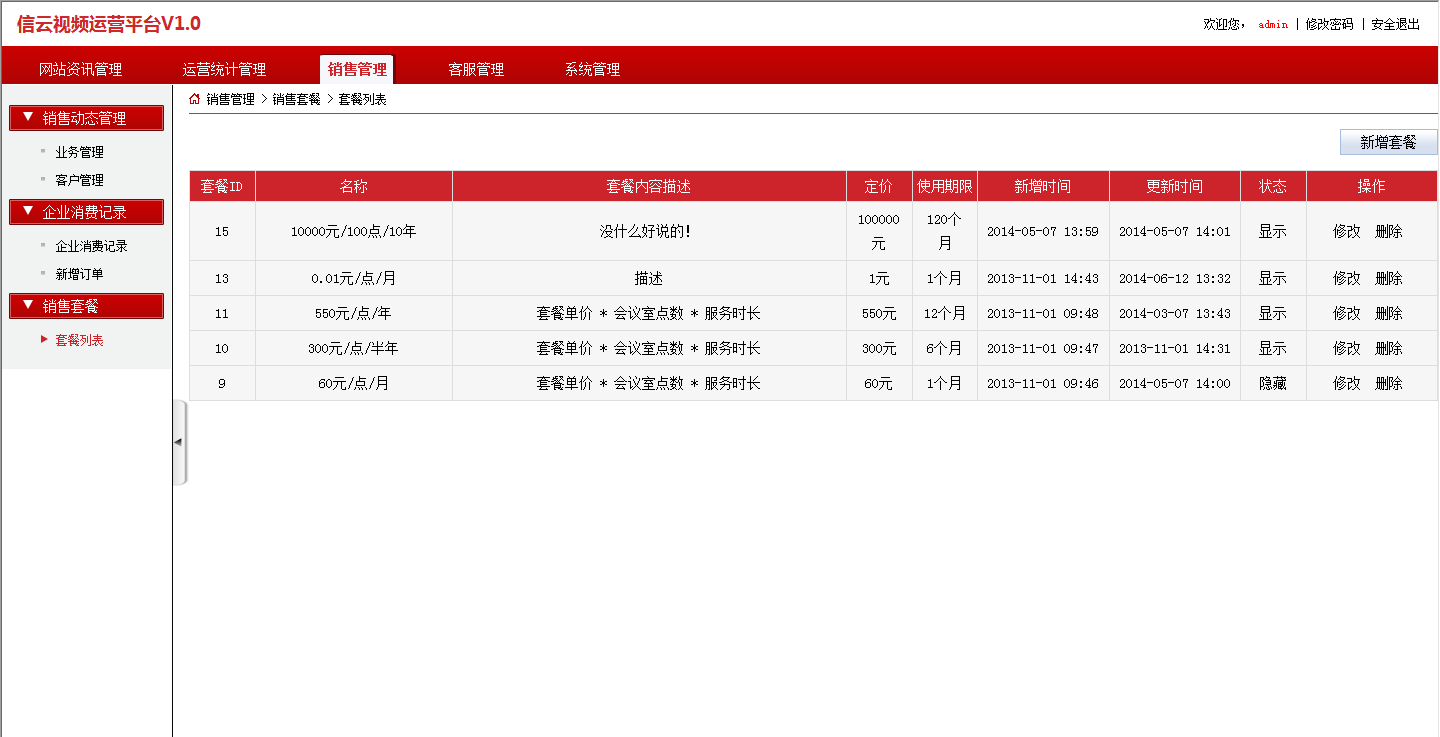 信云视频运营平台V1.0
欢迎您， admin | 修改密码 | 安全退出
网站资讯管理 运营统计管理 销售管理 客服管理 系统管理
销售管理 > 销售套餐 > 套餐列表
▼ 销售动态管理
业务管理
客户管理
▼ 企业消费记录
企业消费记录
新增订单
▼ 销售套餐
套餐列表
新增套餐
套餐ID 名称 套餐内容描述 定价 使用期限 新增时间 更新时间 状态 操作
15 10000元/100点/10年 没什么好说的! 100000元 120个月 2014-05-07 13:59 2014-05-07 14:01 显示 修改 删除
13 0.01元/点/月 描述 1元 1个月 2013-11-01 14:43 2014-06-12 13:32 显示 修改 删除
11 550元/点/年 套餐单价 * 会议室点数 * 服务时长 550元 12个月 2013-11-01 09:48 2014-03-07 13:43 显示 修改 删除
10 300元/点/半年 套餐单价 * 会议室点数 * 服务时长 300元 6个月 2013-11-01 09:47 2013-11-01 14:31 显示 修改 删除
9 60元/点/月 套餐单价 * 会议室点数 * 服务时长 60元 1个月 2013-11-01 09:46 2014-05-07 14:00 隐藏 修改 删除